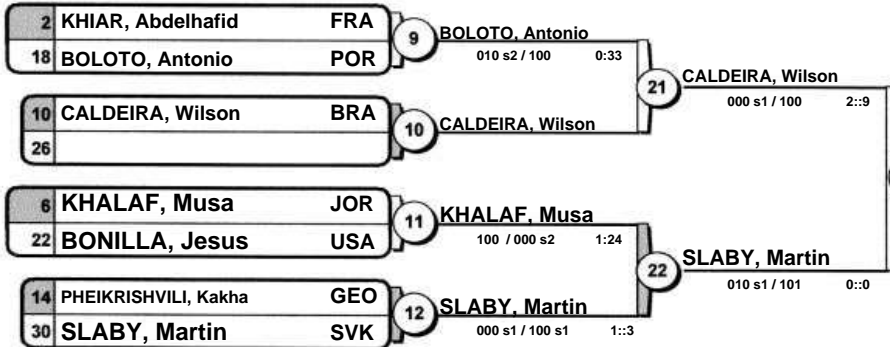 2 KHIAR, Abdelhafid FRA
18 BOLOTO, Antonio POR
9 BOLOTO, Antonio
010 s2 / 100 0:33
10 CALDEIRA, Wilson BRA
26
10 CALDEIRA, Wilson
21 CALDEIRA, Wilson
000 s1 / 100 2::9
6 KHALAF, Musa JOR
22 BONILLA, Jesus USA
11 KHALAF, Musa
100 / 000 s2 1:24
14 PHEIKRISHVILI, Kakha GEO
30 SLABY, Martin SVK
12 SLABY, Martin
000 s1 / 100 s1 1::3
22 SLABY, Martin
010 s1 / 101 0::0